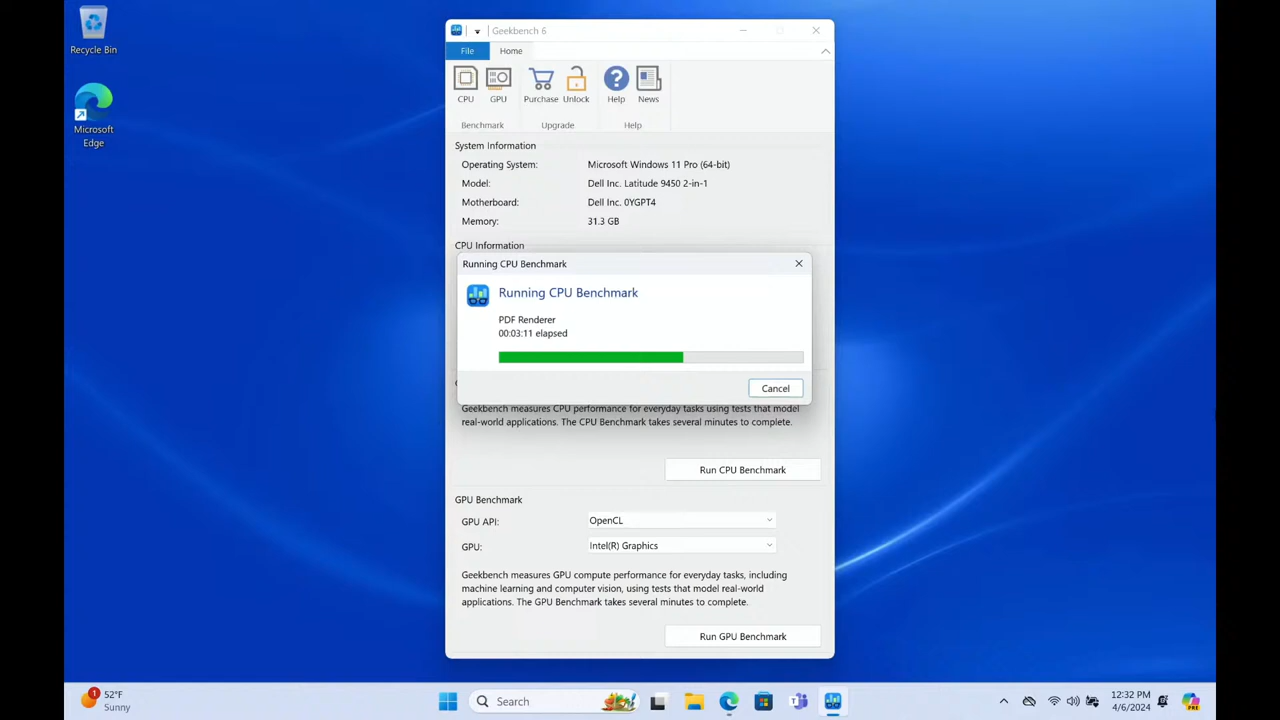 Recycle Bin
Microsoft
Edge
Geekbench 6
File Home
CPU GPU Purchase Unlock Help News
Benchmark Upgrade Help
System Information
Operating System: Microsoft Windows 11 Pro (64-bit)
Model: Dell Inc. Latitude 9450 2-in-1
Motherboard: Dell Inc. 0YGPT4
Memory: 31.3 GB
CPU Information
Running CPU Benchmark
Running CPU Benchmark
PDF Renderer
00:03:11 elapsed
Cancel
Geekbench measures CPU performance for everyday tasks using tests that model
real-world applications. The CPU Benchmark takes several minutes to complete.
Run CPU Benchmark
GPU Benchmark
GPU API: OpenCL
GPU: Intel(R) Graphics
Geekbench measures GPU compute performance for everyday tasks, including
machine learning and computer vision, using tests that model real-world
applications. The GPU Benchmark takes several minutes to complete.
Run GPU Benchmark
1 52°F
Sunny
Search
12:32 PM
4/6/2024
PRE